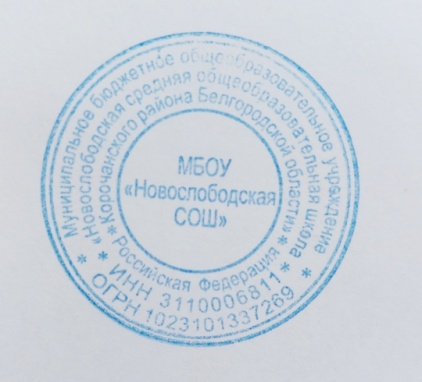 Муниципальное бюджетное общеобразовательное учреждение
«Новослободская средняя общеобразовательная школа
Корочанского района Белгородской области»
* Российская Федерация *
* ИНН 3110006811 *
* ОГРН 1023101337269 *
МБОУ
«Новослободская
СОШ»